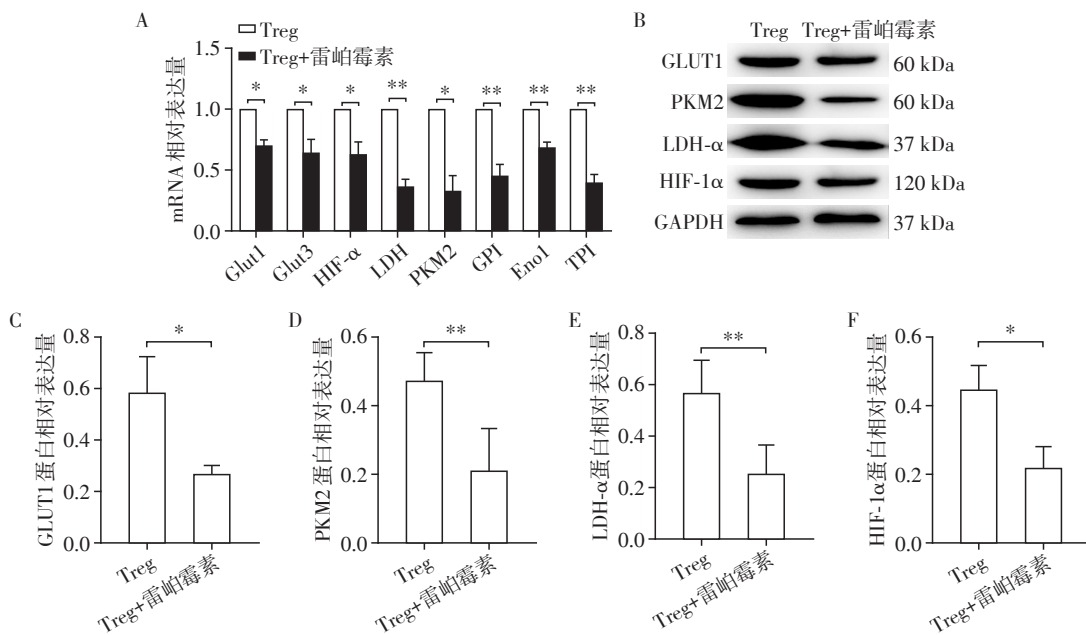 A
Treg
Treg+雷帕霉素
mRNA 相对表达量
1.5
1.0
0.5
0.0
* * * ** * ** ** **
Glut1 Glut3 HIF-α LDH PKM2 GPI Eno1 TPI
B
Treg Treg+雷帕霉素
GLUT1 60 kDa
PKM2 60 kDa
LDH-α 37 kDa
HIF-1α 120 kDa
GAPDH 37 kDa
C
GLUT1蛋白相对表达量
0.8
0.6
0.4
0.2
0.0
*
Treg
Treg+雷帕霉素
D
PKM2蛋白相对表达量
0.6
0.4
0.2
0.0
**
Treg
Treg+雷帕霉素
E
LDH-α蛋白相对表达量
0.8
0.6
0.4
0.2
0.0
**
Treg
Treg+雷帕霉素
F
HIF-1α蛋白相对表达量
0.6
0.4
0.2
0.0
*
Treg
Treg+雷帕霉素